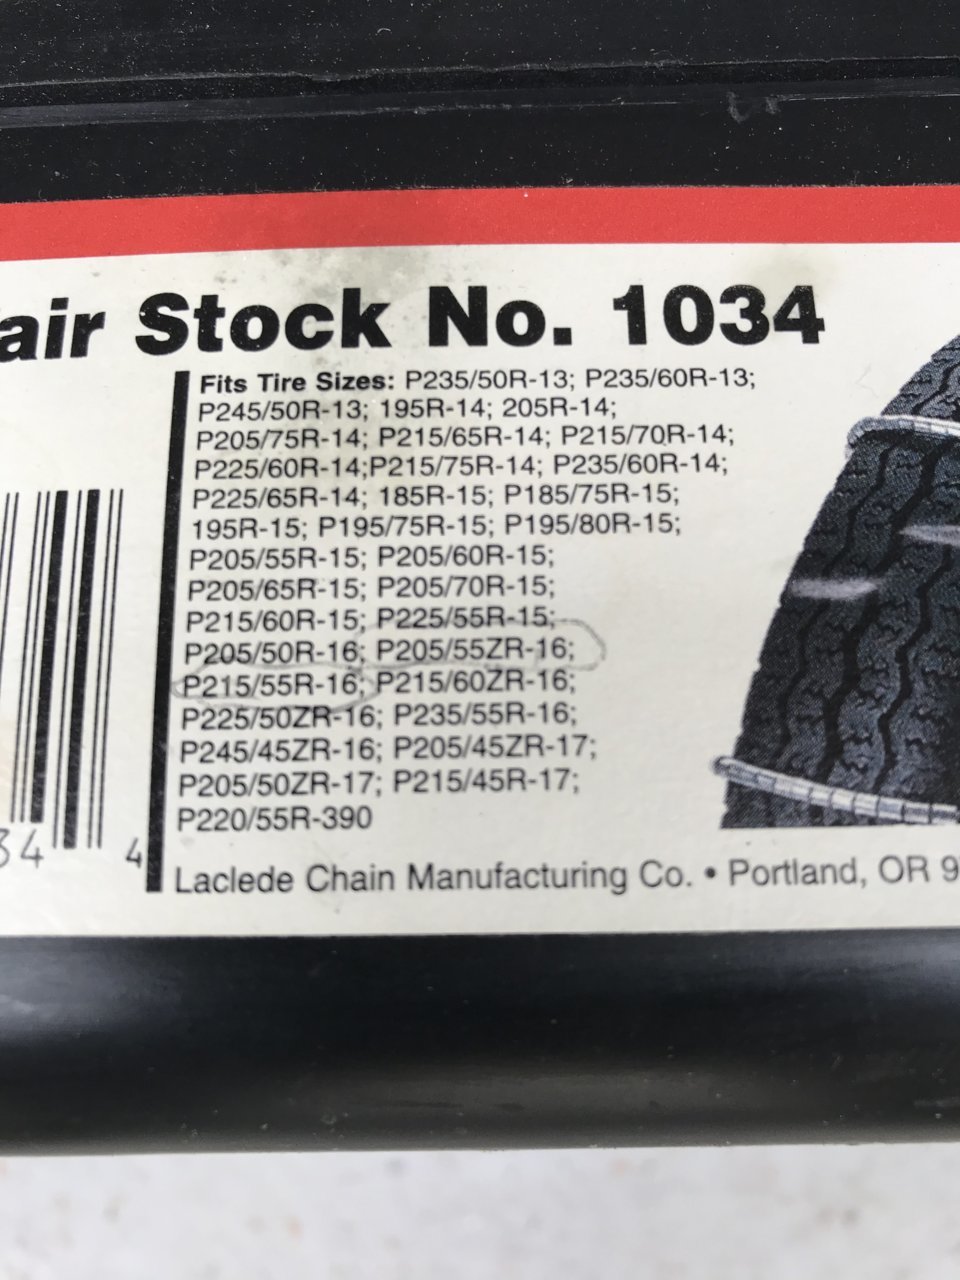 air Stock No. 1034
Fits Tire Sizes: P235/50R-13; P235/60R-13;
P245/50R-13; 195R-14; 205R-14;
P205/75R-14; P215/65R-14; P215/70R-14;
P225/60R-14;P215/75R-14; P235/60R-14;
P225/65R-14; 185R-15; P185/75R-15;
195R-15; P195/75R-15; P195/80R-15;
P205/55R-15; P205/60R-15;
P205/65R-15; P205/70R-15;
P215/60R-15; P225/55R-15;
P205/50R-16; P205/55ZR-16;
P215/55R-16; P215/60ZR-16;
P225/50ZR-16; P235/55R-16;
P245/45ZR-16; P205/45ZR-17;
P205/50ZR-17; P215/45R-17;
P220/55R-390
34 4
Laclede Chain Manufacturing Co. • Portland, OR 9